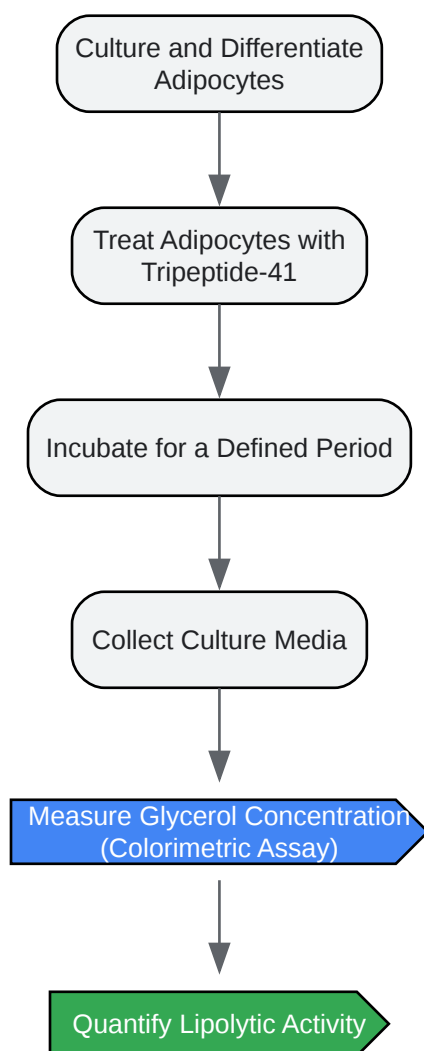 Culture and Differentiate
Adipocytes
Treat Adipocytes with
Tripeptide-41
Incubate for a Defined Period
Collect Culture Media
Measure Glycerol Concentration
(Colorimetric Assay)
Quantify Lipolytic Activity